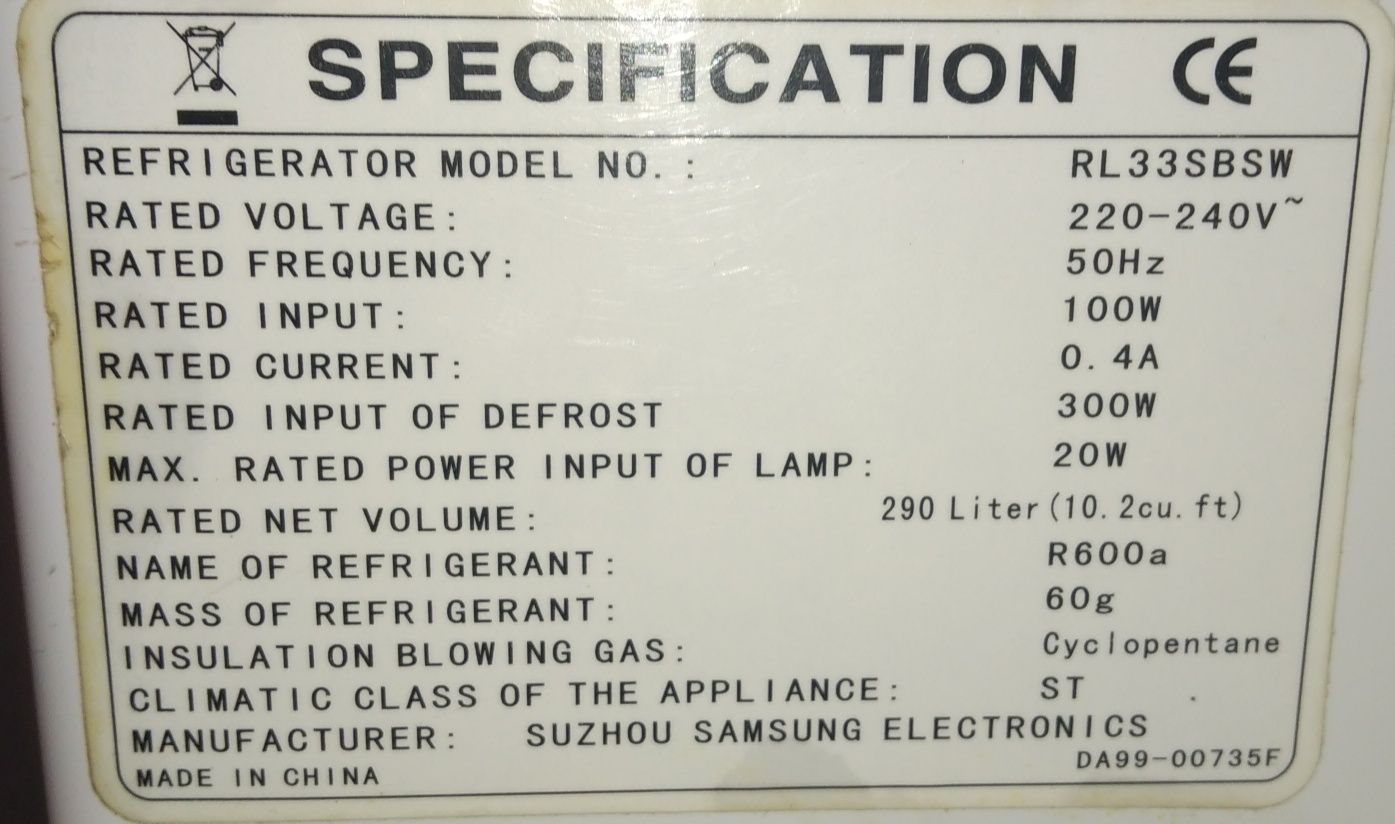 SPECIFICATION CE
REFRIGERATOR MODEL NO. : RL33SBSW
RATED VOLTAGE: 220-240V~
RATED FREQUENCY: 50Hz
RATED INPUT: 100W
RATED CURRENT: 0.4A
RATED INPUT OF DEFROST 300W
MAX. RATED POWER INPUT OF LAMP: 20W
RATED NET VOLUME: 290 Liter(10.2cu.ft)
NAME OF REFRIGERANT: R600a
MASS OF REFRIGERANT: 60g
INSULATION BLOWING GAS: Cyclopentane
CLIMATIC CLASS OF THE APPLIANCE: ST
MANUFACTURER: SUZHOU SAMSUNG ELECTRONICS
DA99-00735F
MADE IN CHINA